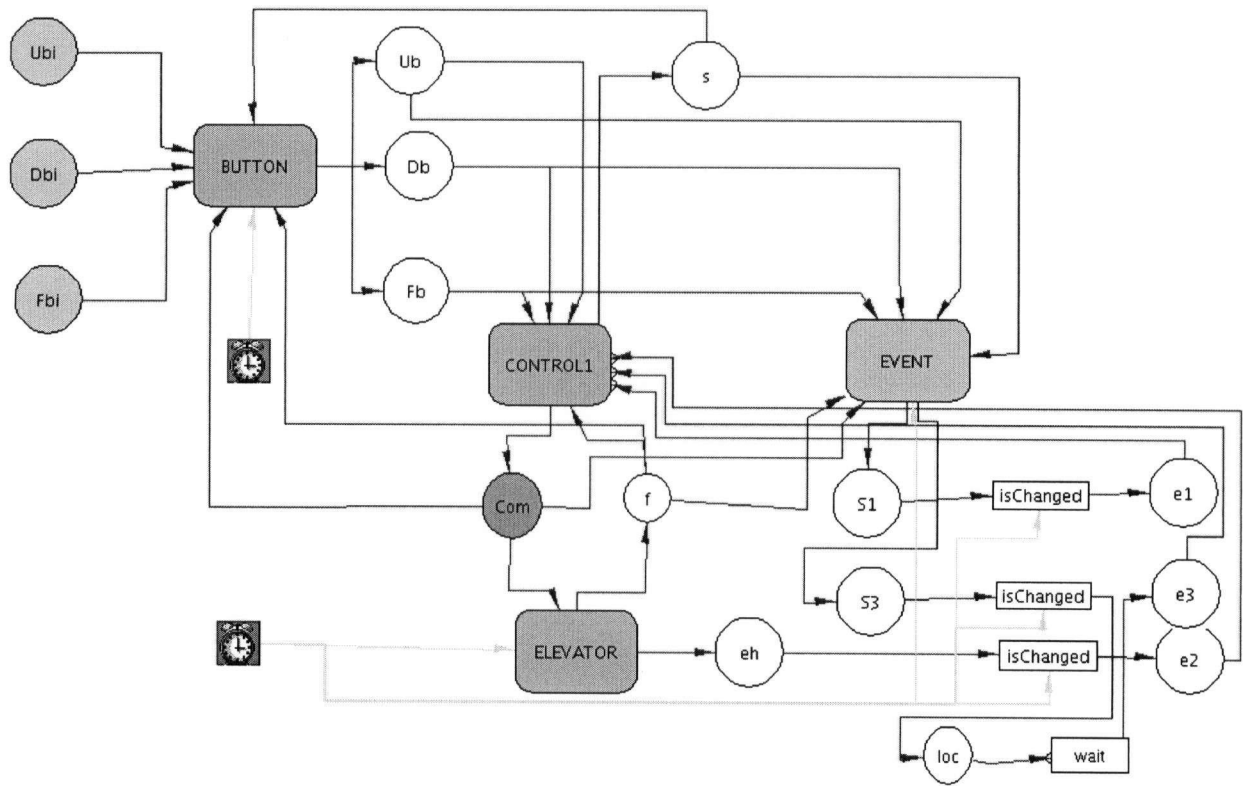 Ubi
Ub
s
BUTTON
Dbi
Db
Fbi
Fb
CONTROL1
EVENT
Com
f
S1
isChanged
e1
S3
isChanged
e3
ELEVATOR
eh
isChanged
e2
loc
wait